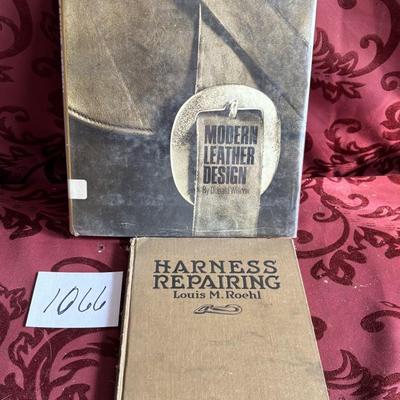 MODERN
LEATHER
DESIGN
By Donald Willcox
HARNESS
REPAIRING
Louis M. Roehl
1066